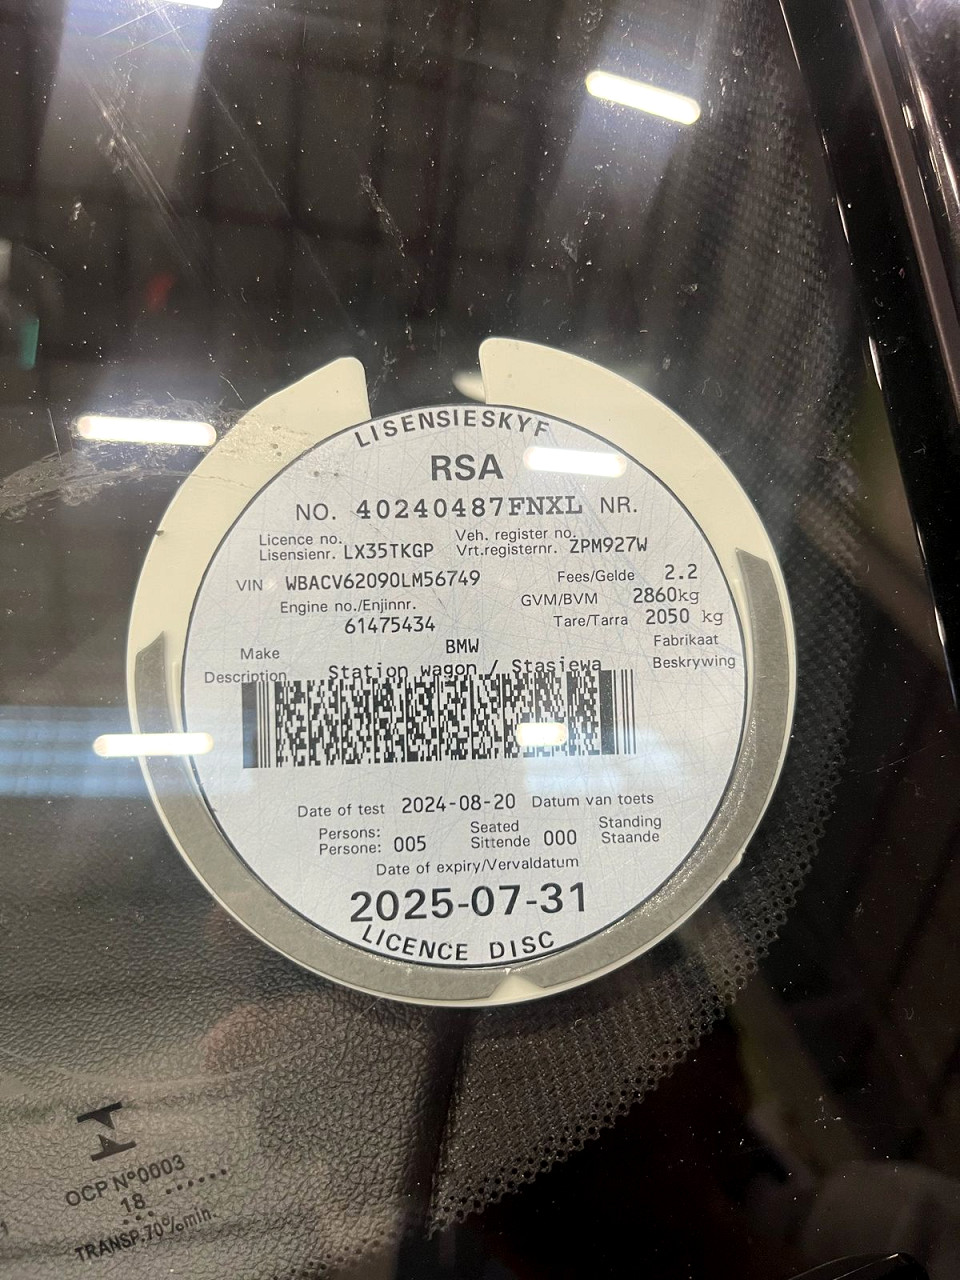 LISENSIESKYF
RSA
NO. 40240487FNXL NR.
Licence no. Veh. register no.
Lisensienr. LX35TKGP Vrt.registernr. ZPM927W
VIN WBACV62090LM56749 Fees/Gelde 2.2
Engine no./Enjinnr. GVM/BVM 2860kg
61475434 Tare/Tarra 2050 kg
Make BMW Fabrikaat
Description Station wagon / Stasiewa Beskrywing
Date of test 2024-08-20 Datum van toets
Persons: Seated Standing
Persone: 005 Sittende 000 Staande
Date of expiry/Vervaldatum
2025-07-31
LICENCE DISC
OCP Nº0003
18 .......
TRANSP.70%min.